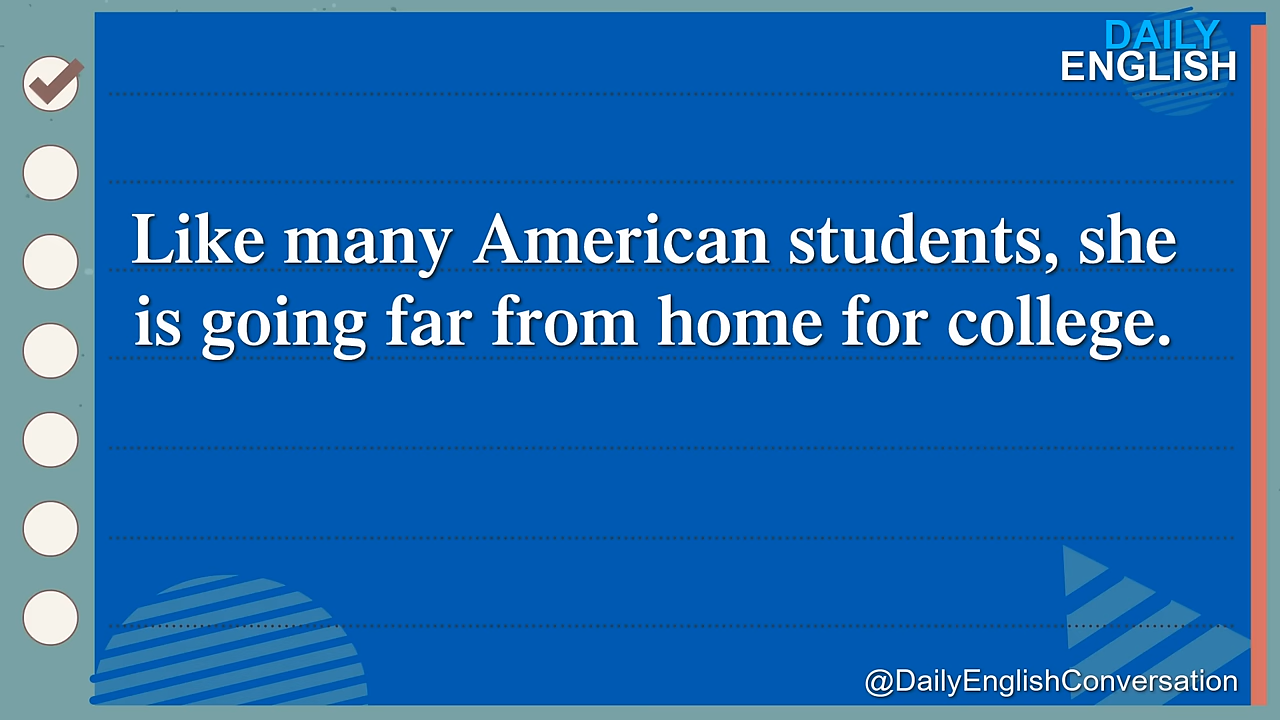 DAILY
ENGLISH
Like many American students, she
is going far from home for college.
@DailyEnglishConversation